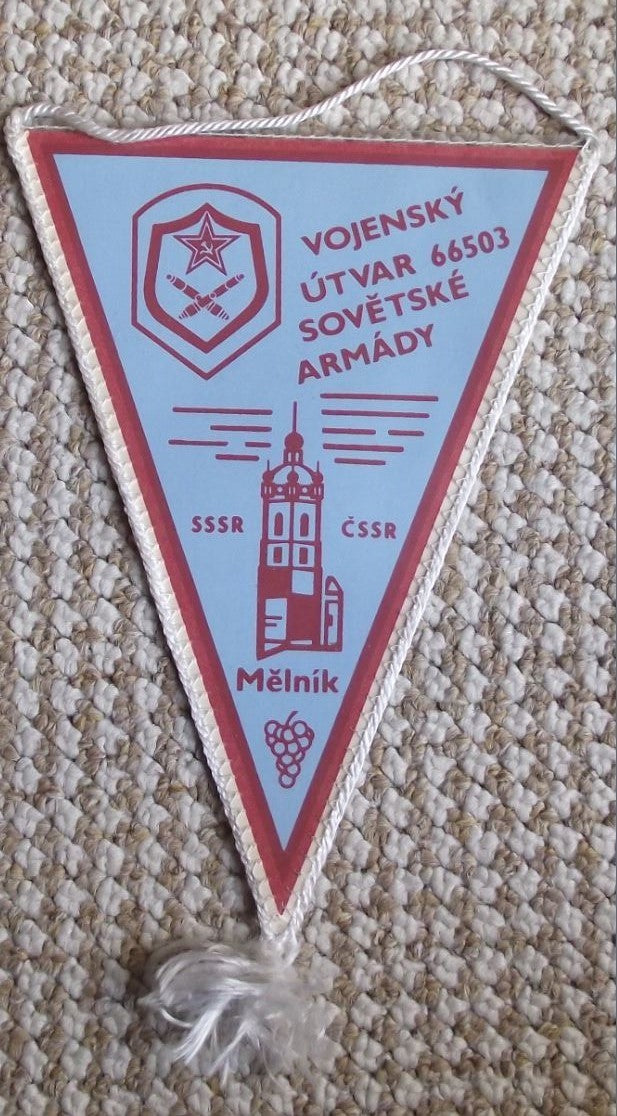 VOJENSKÝ
ÚTVAR 66503
SOVĚTSKÉ
ARMÁDY
SSSR
ČSSR
Mělník